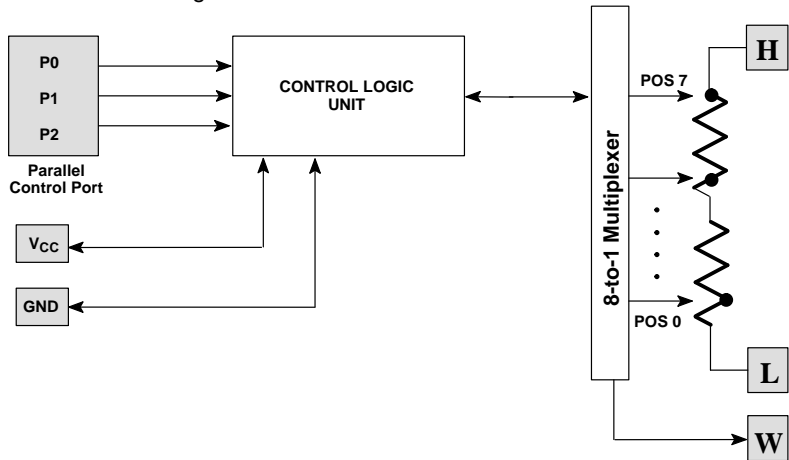 P0
P1
P2
Parallel
Control Port
CONTROL LOGIC
UNIT
VCC
GND
8-to-1 Multiplexer
POS 7
POS 0
H
L
W